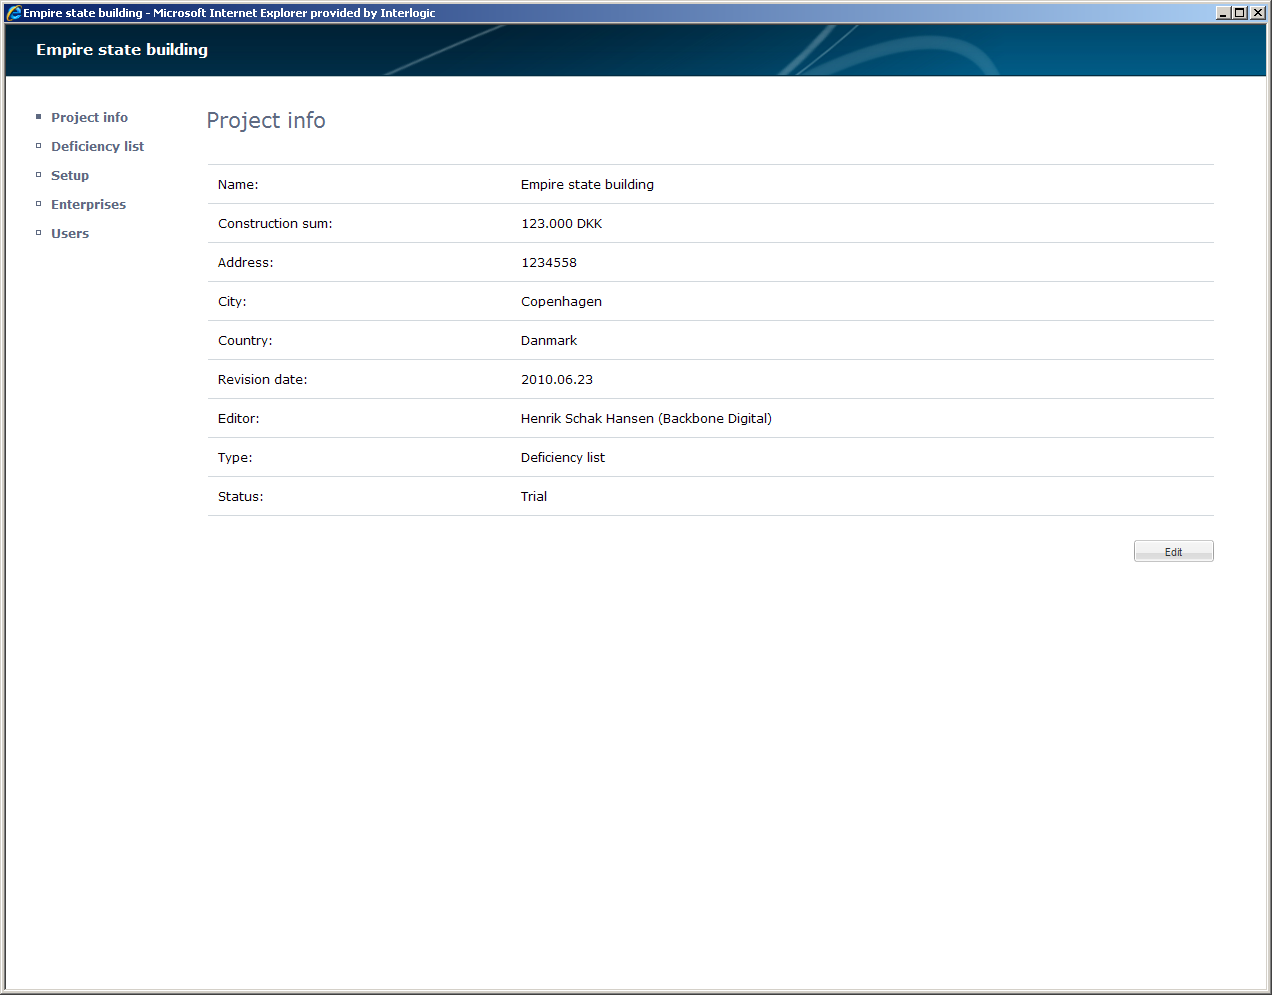 Empire state building - Microsoft Internet Explorer provided by Interlogic
Empire state building
Project info
Deficiency list
Setup
Enterprises
Users
Project info
Name: Empire state building
Construction sum: 123.000 DKK
Address: 1234558
City: Copenhagen
Country: Danmark
Revision date: 2010.06.23
Editor: Henrik Schak Hansen (Backbone Digital)
Type: Deficiency list
Status: Trial
Edit